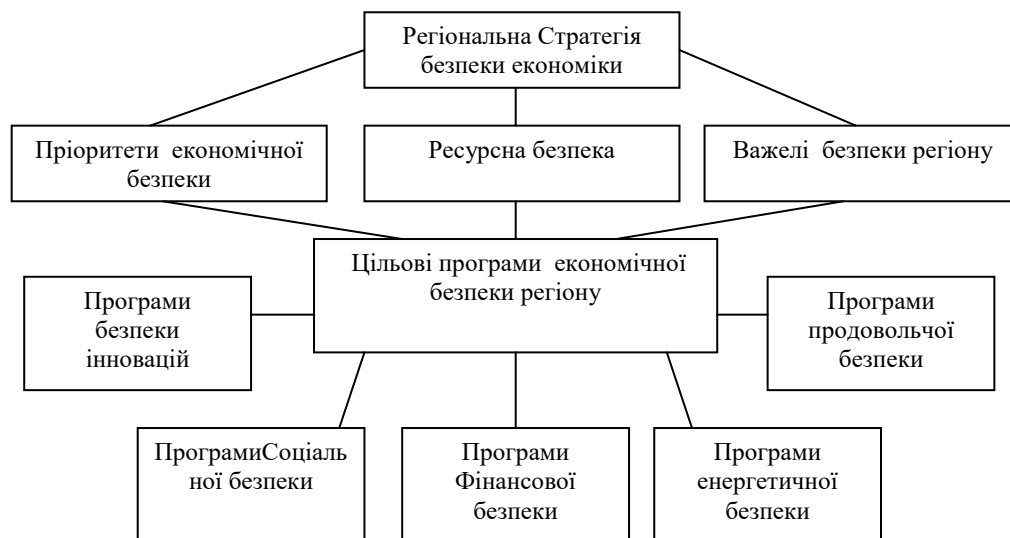 Регіональна Стратегія
безпеки економіки
Пріоритети економічної
безпеки
Ресурсна безпека
Важелі безпеки регіону
Цільові програми економічної
безпеки регіону
Програми
безпеки
інновацій
Програми
продовольчої
безпеки
ПрограмиСоціаль
ної безпеки
Програми
Фінансової
безпеки
Програми
енергетичної
безпеки